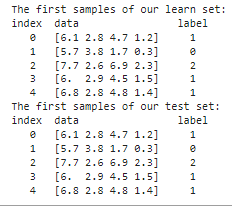 The first samples of our learn set:
index  data                 label
0  [6.1 2.8 4.7 1.2]      1
1  [5.7 3.8 1.7 0.3]      0
2  [7.7 2.6 6.9 2.3]      2
3  [6.  2.9 4.5 1.5]      1
4  [6.8 2.8 4.8 1.4]      1
The first samples of our test set:
index  data                 label
0  [6.1 2.8 4.7 1.2]      1
1  [5.7 3.8 1.7 0.3]      0
2  [7.7 2.6 6.9 2.3]      2
3  [6.  2.9 4.5 1.5]      1
4  [6.8 2.8 4.8 1.4]      1